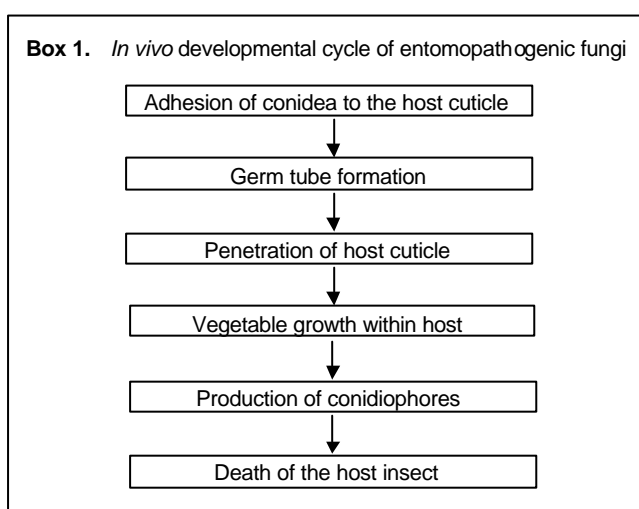 Box 1. In vivo developmental cycle of entomopathogenic fungi
Adhesion of conidea to the host cuticle
Germ tube formation
Penetration of host cuticle
Vegetable growth within host
Production of conidiophores
Death of the host insect